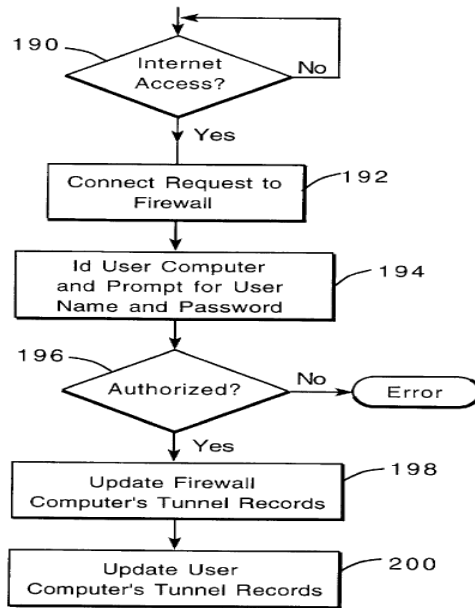 190
Internet
Access?
No
Yes
Connect Request to
Firewall
192
Id User Computer
and Prompt for User
Name and Password
194
196
Authorized?
No
Error
Yes
Update Firewall
Computer's Tunnel Records
198
Update User
Computer's Tunnel Records
200